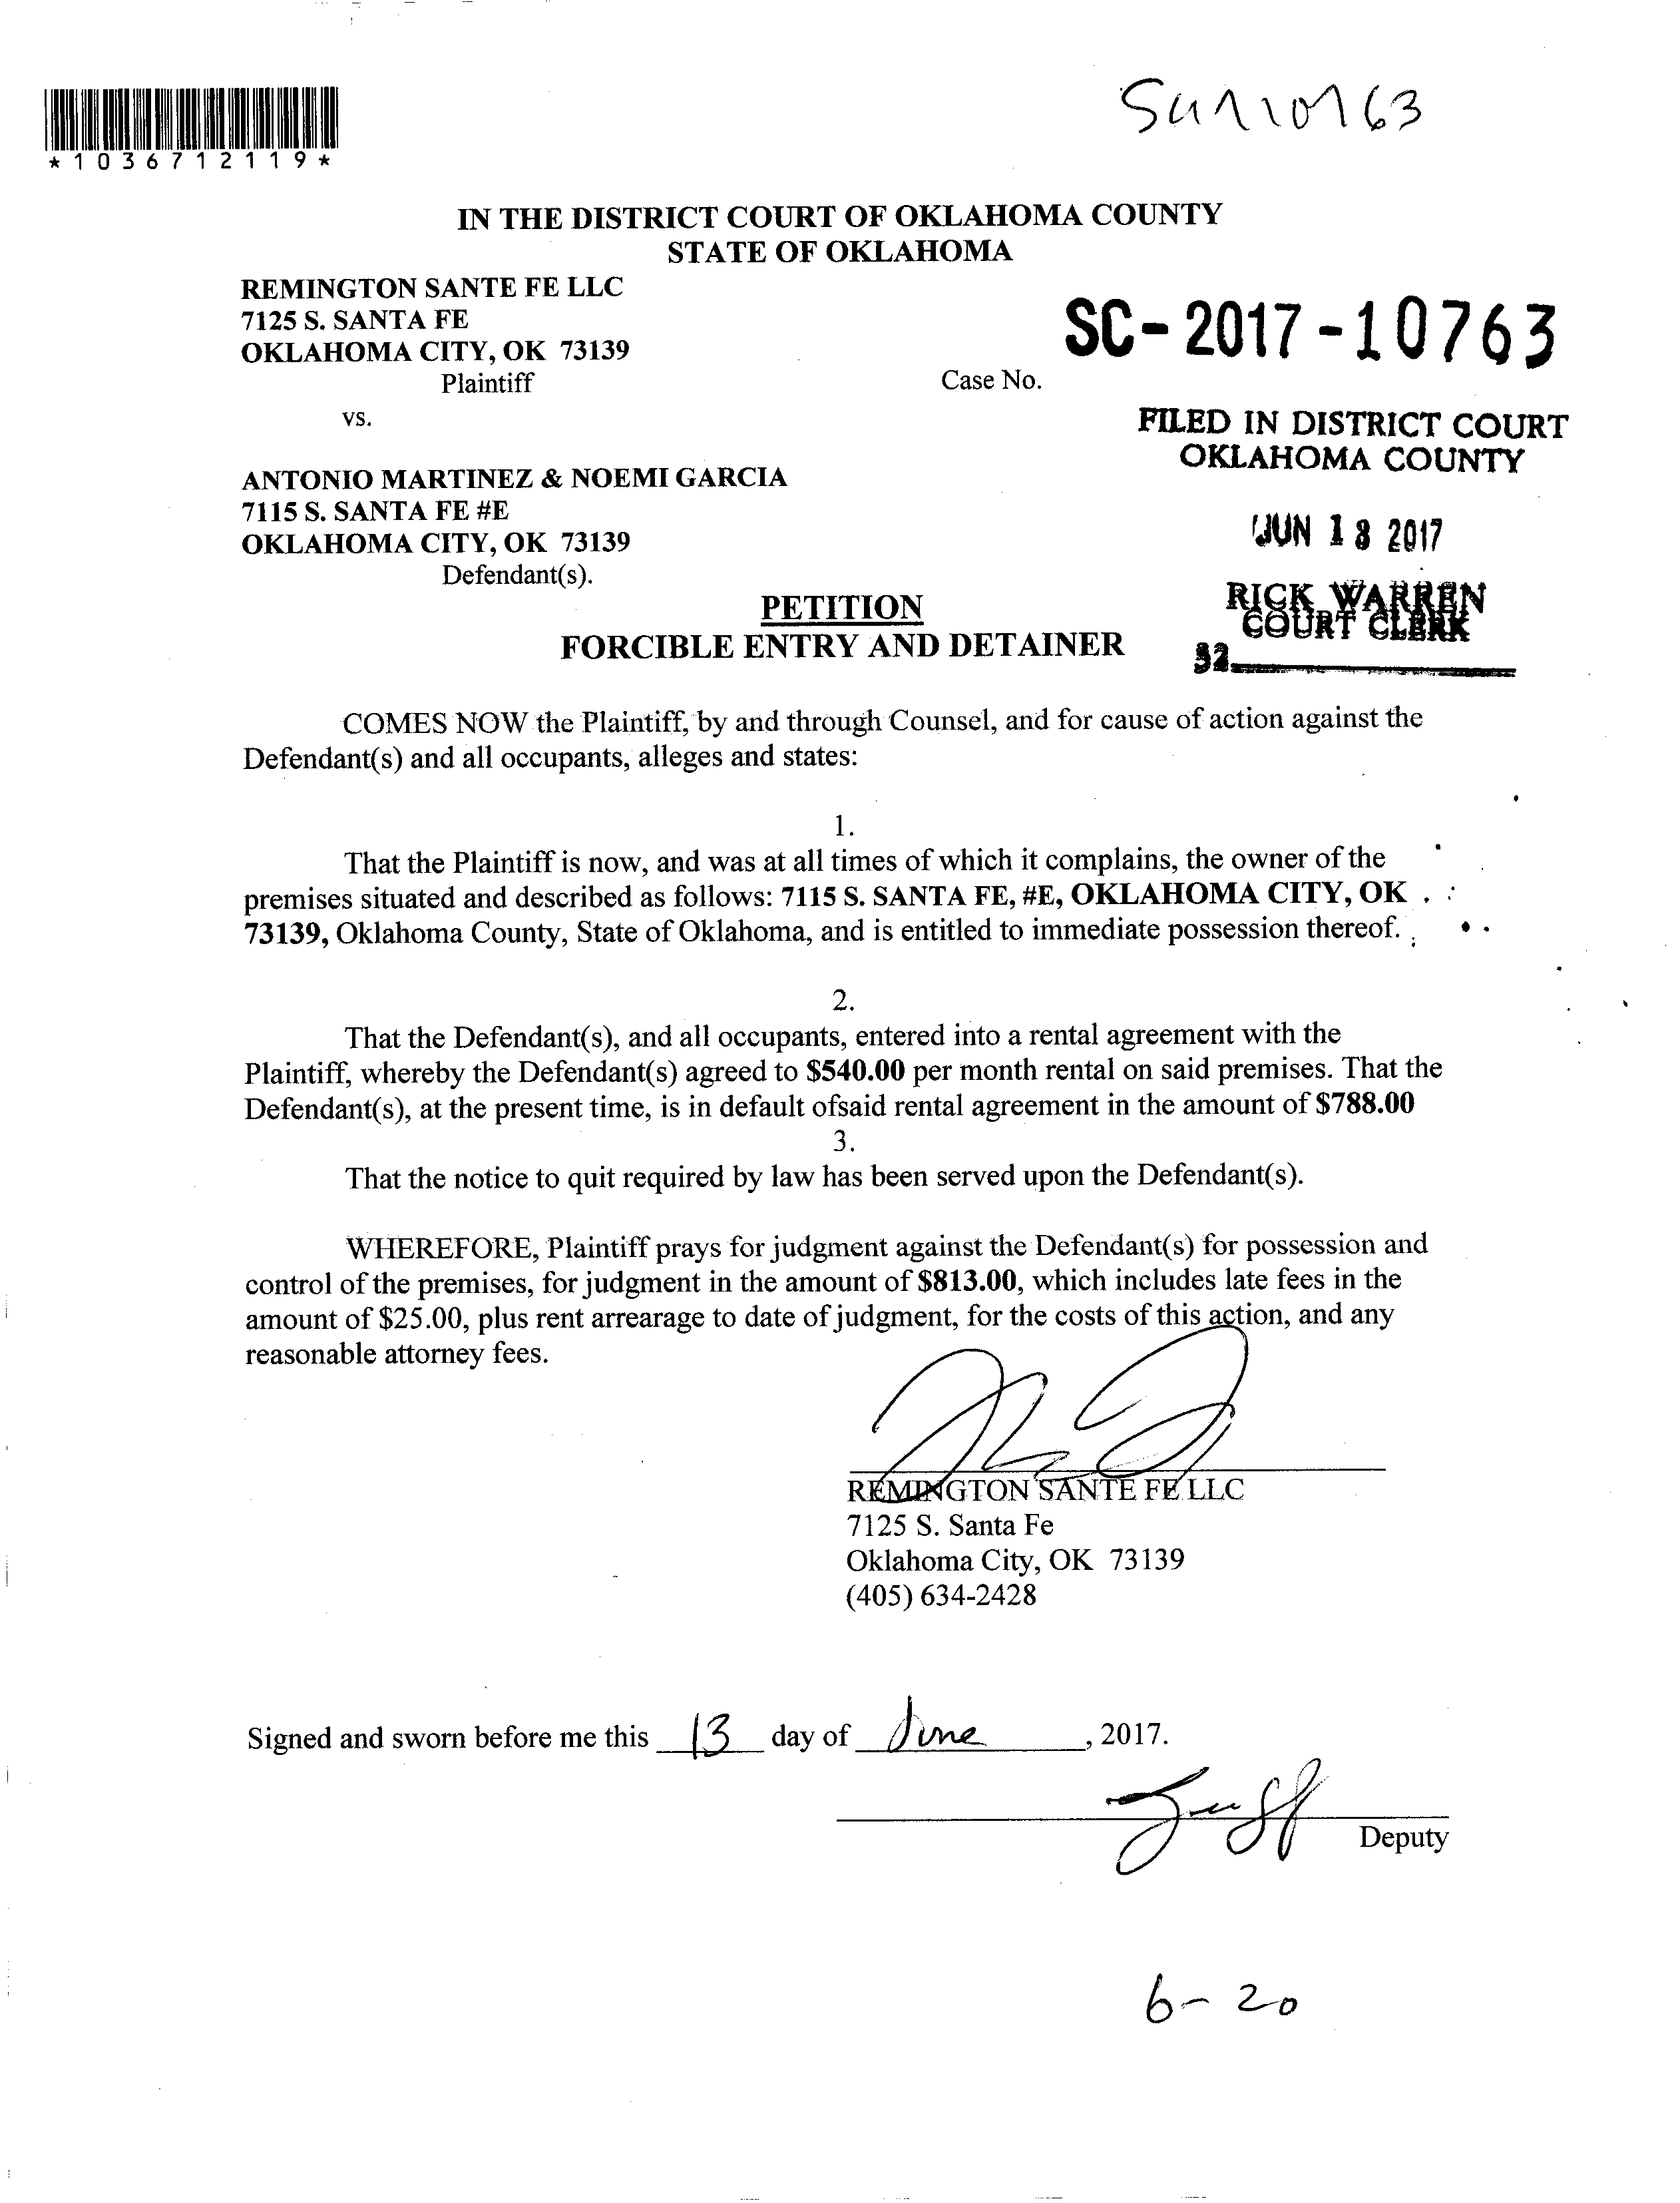 SC1710763
*1036712119*
IN THE DISTRICT COURT OF OKLAHOMA COUNTY
STATE OF OKLAHOMA
REMINGTON SANTE FE LLC
7125 S. SANTA FE
OKLAHOMA CITY, OK 73139
Plaintiff
SC-2017-10763
Case No.
vs.
FILED IN DISTRICT COURT
OKLAHOMA COUNTY
ANTONIO MARTINEZ & NOEMI GARCIA
7115 S. SANTA FE #E
OKLAHOMA CITY, OK 73139
Defendant(s).
JUN 13 2017
RICK WARREN
COURT CLERK
32
PETITION
FORCIBLE ENTRY AND DETAINER
COMES NOW the Plaintiff, by and through Counsel, and for cause of action against the
Defendant(s) and all occupants, alleges and states:
1.
That the Plaintiff is now, and was at all times of which it complains, the owner of the
premises situated and described as follows: 7115 S. SANTA FE, #E, OKLAHOMA CITY, OK
73139, Oklahoma County, State of Oklahoma, and is entitled to immediate possession thereof.
2.
That the Defendant(s), and all occupants, entered into a rental agreement with the
Plaintiff, whereby the Defendant(s) agreed to $540.00 per month rental on said premises. That the
Defendant(s), at the present time, is in default ofsaid rental agreement in the amount of $788.00
3.
That the notice to quit required by law has been served upon the Defendant(s).
WHEREFORE, Plaintiff prays for judgment against the Defendant(s) for possession and
control of the premises, for judgment in the amount of $813.00, which includes late fees in the
amount of $25.00, plus rent arrearage to date of judgment, for the costs of this action, and any
reasonable attorney fees.
REMINGTON SANTE FE LLC
7125 S. Santa Fe
Oklahoma City, OK 73139
(405) 634-2428
Signed and sworn before me this 13 day of June, 2017.
Deputy
6-20